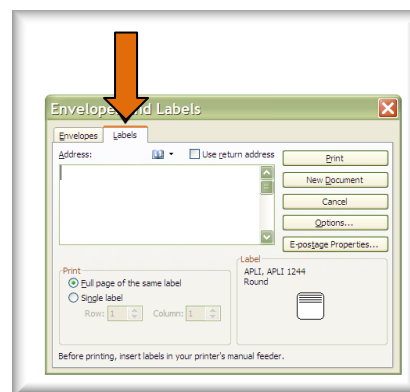 Envelopes and Labels
Envelopes Labels
Address: Use return address
Print
New Document
Cancel
Options...
E-postage Properties...
Print
Full page of the same label
Single label
Row: 1 Column: 1
Label
APLI, APLI 1244
Round
Before printing, insert labels in your printer's manual feeder.